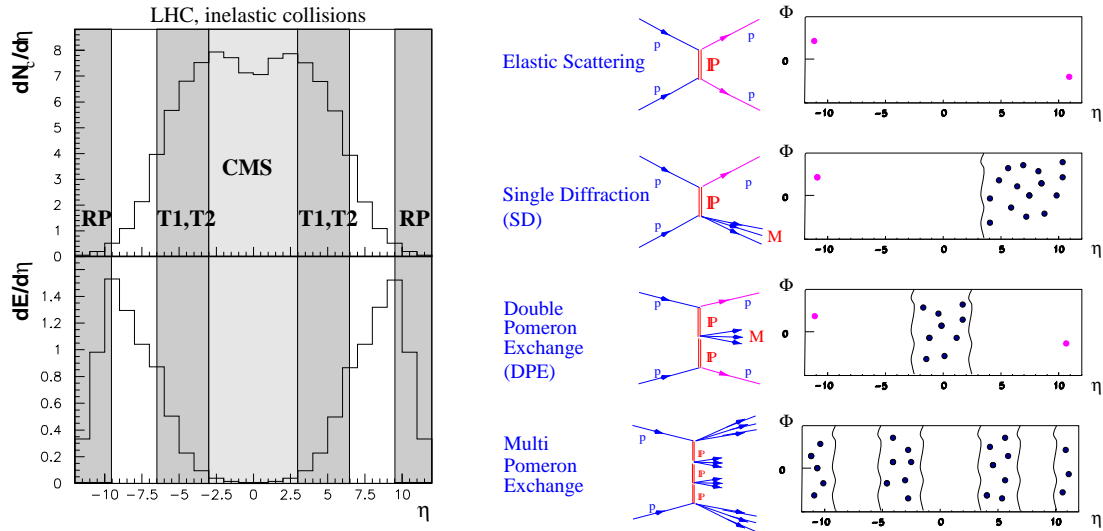 LHC, inelastic collisions
dN_c/dη
8
7
6
5
4
3
2
1
0
CMS
RP
T1,T2
T1,T2
RP
dE/dη
1.4
1.2
1
0.8
0.6
0.4
0.2
0
-10 -7.5 -5 -2.5 0 2.5 5 7.5 10
η
Elastic Scattering
p
p
p
p
ℙ
Φ
0
-10 -5 0 5 10
η
Single Diffraction
(SD)
p
p
p
ℙ
M
Φ
0
-10 -5 0 5 10
η
Double
Pomeron
Exchange
(DPE)
p
p
p
p
ℙ
ℙ
M
Φ
0
-10 -5 0 5 10
η
Multi
Pomeron
Exchange
p
p
ℙ
ℙ
ℙ
Φ
0
-10 -5 0 5 10
η